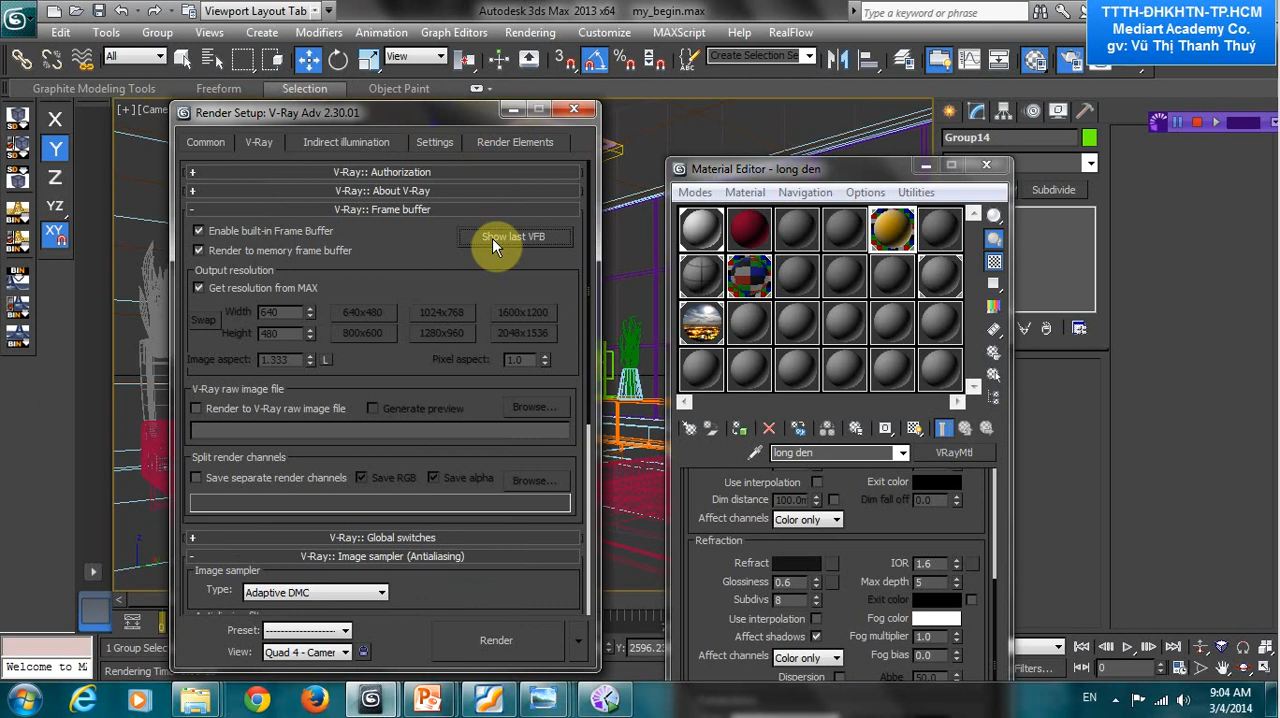 Viewport Layout Tab
Autodesk 3ds Max 2013 x64
my_begin.max
Type a keyword or phrase
TTTH-ĐHKHTN-TP.HCM
Mediart Academy Co.
gv: Vũ Thị Thanh Thuý
Edit
Tools
Group
Views
Create
Modifiers
Animation
Graph Editors
Rendering
Customize
MAXScript
Help
RealFlow
All
View
Create Selection Se
Graphite Modeling Tools
Freeform
Selection
Object Paint
X
Y
Z
YZ
XY
[+] [Came
Render Setup: V-Ray Adv 2.30.01
Common
V-Ray
Indirect illumination
Settings
Render Elements
V-Ray:: Authorization
V-Ray:: About V-Ray
V-Ray:: Frame buffer
Enable built-in Frame Buffer
Show last VFB
Render to memory frame buffer
Output resolution
Get resolution from MAX
Swap
Width 640
640x480
1024x768
1600x1200
Height 480
800x600
1280x960
2048x1536
Image aspect: 1.333
L
Pixel aspect: 1.0
V-Ray raw image file
Render to V-Ray raw image file
Generate preview
Browse...
Split render channels
Save separate render channels
Save RGB
Save alpha
Browse...
V-Ray:: Global switches
V-Ray:: Image sampler (Antialiasing)
Image sampler
Type:
Adaptive DMC
Preset:
View:
Quad 4 - Camer
Render
Material Editor - long den
Modes
Material
Navigation
Options
Utilities
long den
VRayMtl
Use interpolation
Exit color
Dim distance
Dim fall off 0.0
Affect channels
Color only
Refraction
Refract
IOR 1.6
Glossiness 0.6
Max depth 5
Subdivs 8
Exit color
Use interpolation
Fog color
Affect shadows
Fog multiplier 1.0
Affect channels
Color only
Fog bias 0.0
Dispersion
Abbe 50.0
Group14
Subdivide
1 Group Selec
Welcome to M
Rendering Time
Y: 2596.23
Filters...
0
EN
9:04 AM
3/4/2014